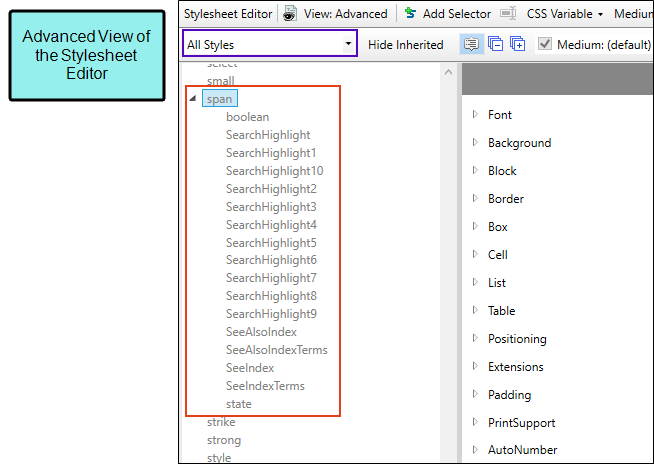 Advanced View of
the Stylesheet
Editor
Stylesheet Editor View: Advanced Add Selector CSS Variable Medium
All Styles Hide Inherited Medium: (default)
select
small
span
boolean
SearchHighlight
SearchHighlight1
SearchHighlight10
SearchHighlight2
SearchHighlight3
SearchHighlight4
SearchHighlight5
SearchHighlight6
SearchHighlight7
SearchHighlight8
SearchHighlight9
SeeAlsoIndex
SeeAlsoIndexTerms
SeeIndex
SeeIndexTerms
state
strike
strong
style
Font
Background
Block
Border
Box
Cell
List
Table
Positioning
Extensions
Padding
PrintSupport
AutoNumber